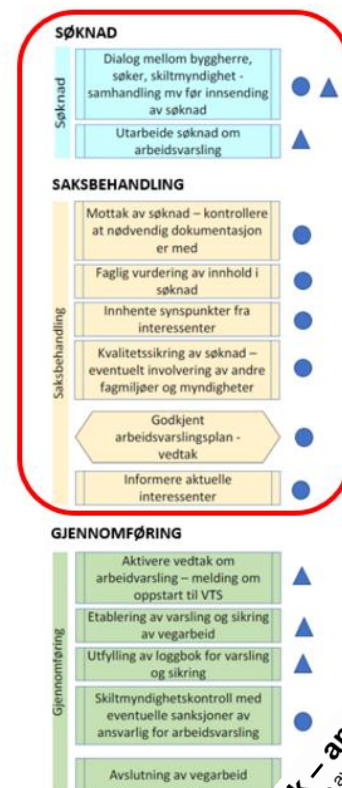 SØKNAD
Søknad
Dialog mellom byggherre,
søker, skiltmyndighet -
samhandling mv før innsending
av søknad
Utarbeide søknad om
arbeidsvarsling
SAKSBEHANDLING
Saksbehandling
Mottak av søknad – kontrollere
at nødvendig dokumentasjon
er med
Faglig vurdering av innhold i
søknad
Innhente synspunkter fra
interessenter
Kvalitetssikring av søknad –
eventuelt involvering av andre
fagmiljøer og myndigheter
Godkjent
arbeidsvarslingsplan -
vedtak
Informere aktuelle
interessenter
GJENNOMFØRING
Gjennomføring
Aktivere vedtak om
arbeidvarsling – melding om
oppstart til VTS
Etablering av varsling og sikring
av vegarbeid
Utfylling av loggbok for varsling
og sikring
Skiltmyndighetskontroll med
eventuelle sanksjoner av
ansvarlig for arbeidsvarsling
Avslutning av vegarbeid